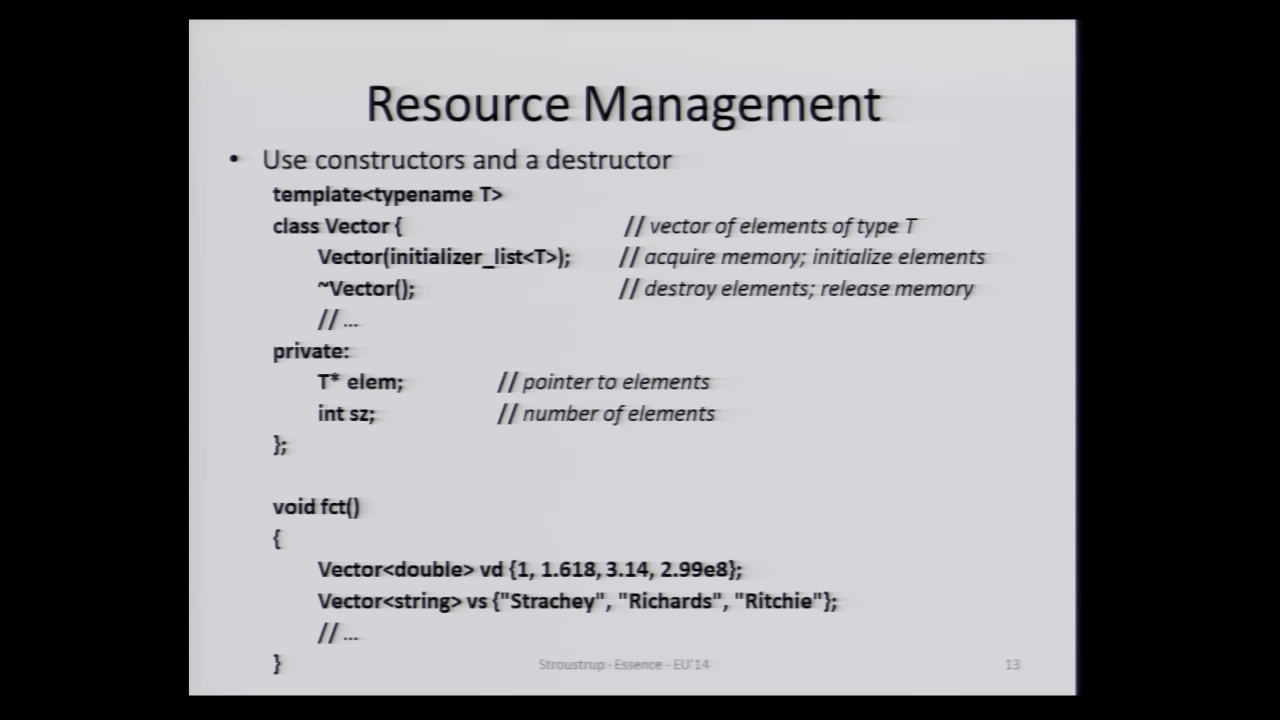 Resource Management
• Use constructors and a destructor
template<typename T>
class Vector { // vector of elements of type T
Vector(initializer_list<T>); // acquire memory; initialize elements
~Vector(); // destroy elements; release memory
// ...
private:
T* elem; // pointer to elements
int sz; // number of elements
};
void fct()
{
Vector<double> vd {1, 1.618, 3.14, 2.99e8};
Vector<string> vs {"Strachey", "Richards", "Ritchie"};
// ...
}
Stroustrup - Essence - EU'14 13